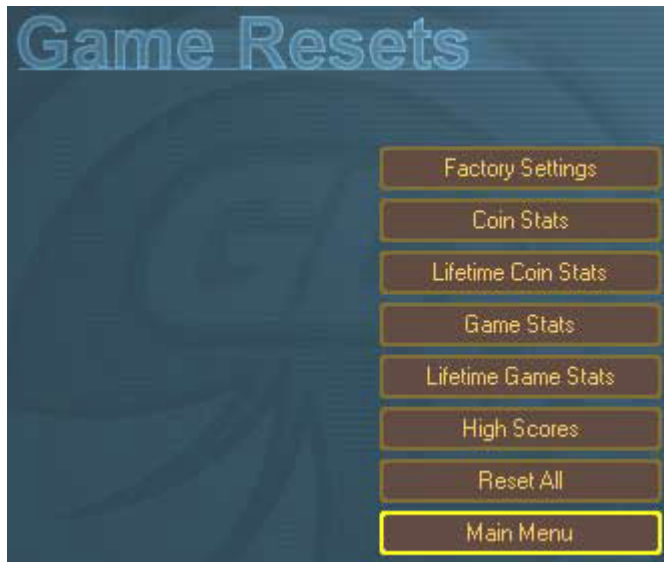 Game Resets
Factory Settings
Coin Stats
Lifetime Coin Stats
Game Stats
Lifetime Game Stats
High Scores
Reset All
Main Menu